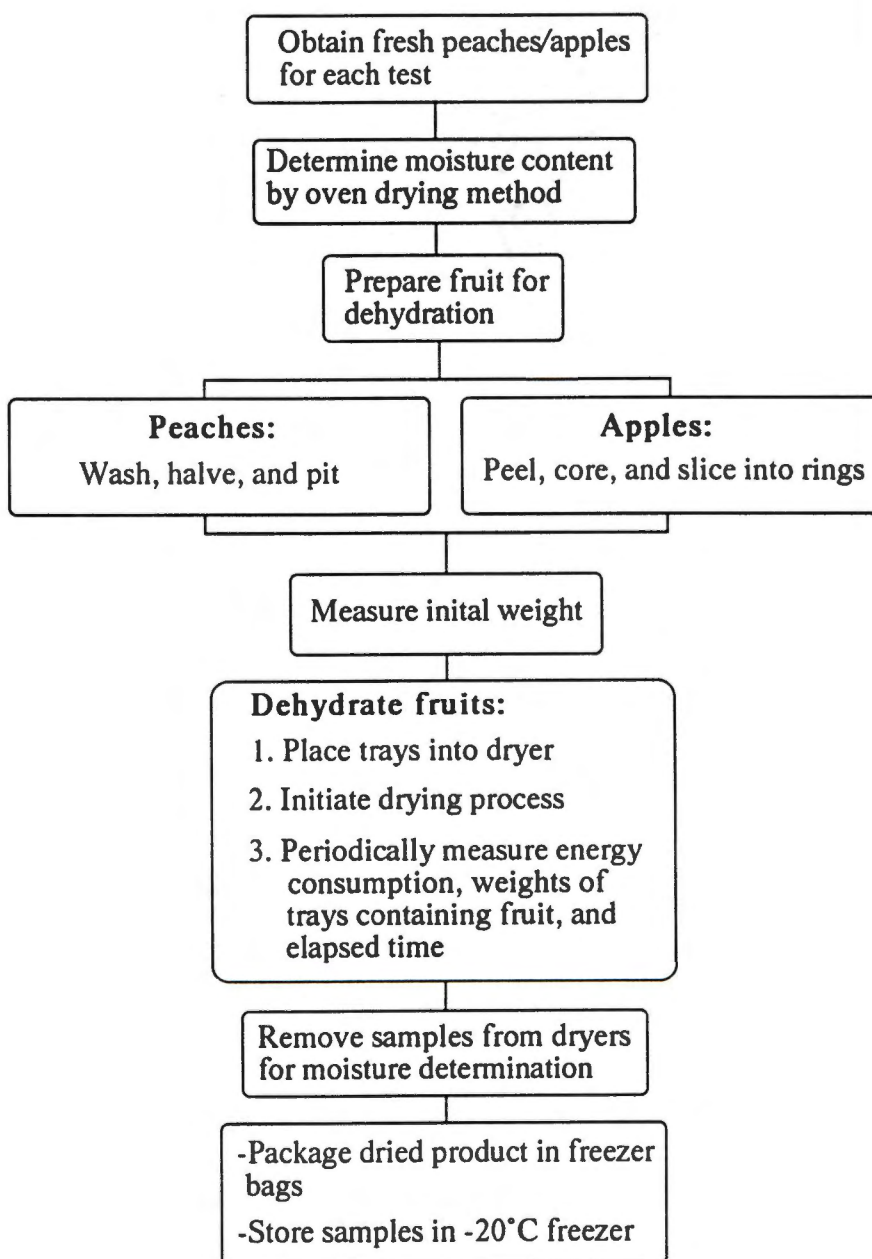 Obtain fresh peaches/apples
for each test
Determine moisture content
by oven drying method
Prepare fruit for
dehydration
Peaches:
Wash, halve, and pit
Apples:
Peel, core, and slice into rings
Measure inital weight
Dehydrate fruits:
1. Place trays into dryer
2. Initiate drying process
3. Periodically measure energy
consumption, weights of
trays containing fruit, and
elapsed time
Remove samples from dryers
for moisture determination
-Package dried product in freezer
bags
-Store samples in -20°C freezer